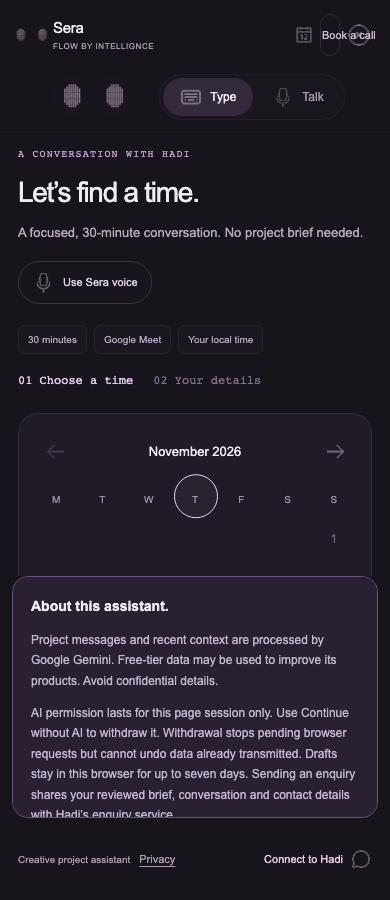 Sera
FLOW BY INTELLIGNCE
Book a call
Type
Talk
A CONVERSATION WITH HADI
Let's find a time.
A focused, 30-minute conversation. No project brief needed.
Use Sera voice
30 minutes
Google Meet
Your local time
01 Choose a time
02 Your details
November 2026
M T W T F S S
1
About this assistant.
Project messages and recent context are processed by
Google Gemini. Free-tier data may be used to improve its
products. Avoid confidential details.
AI permission lasts for this page session only. Use Continue
without AI to withdraw it. Withdrawal stops pending browser
requests but cannot undo data already transmitted. Drafts
stay in this browser for up to seven days. Sending an enquiry
shares your reviewed brief, conversation and contact details
with Hadi's enquiry service.
Creative project assistant
Privacy
Connect to Hadi